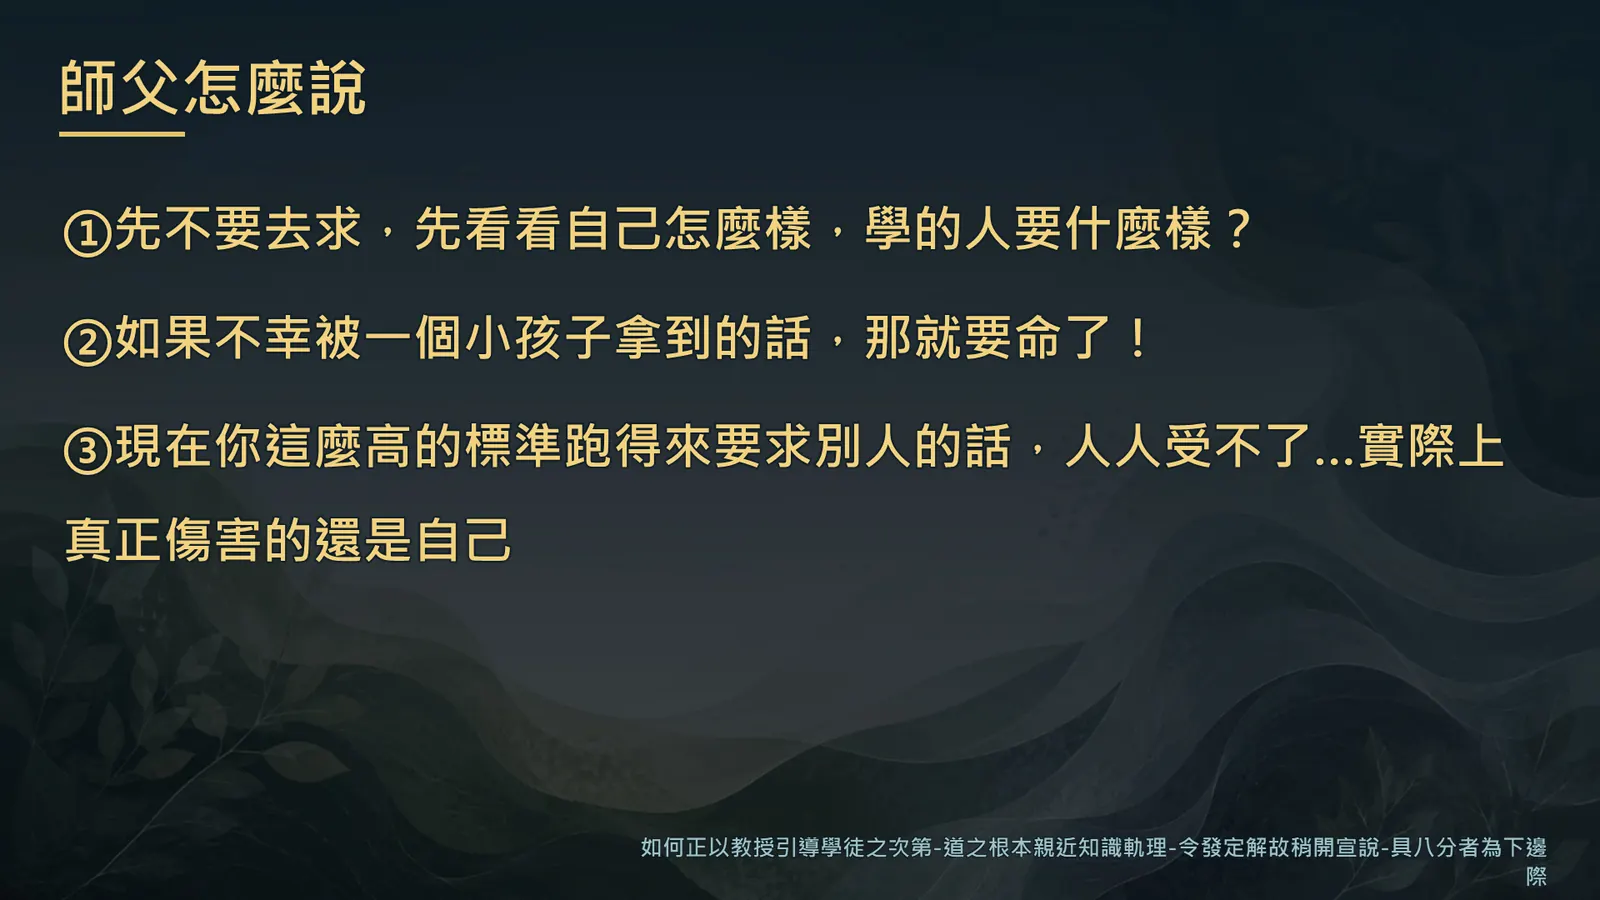 師父怎麼說
①先不要去求，先看看自己怎麼樣，學的人要什麼樣？
②如果不幸被一個小孩子拿到的話，那就要命了！
③現在你這麼高的標準跑得來要求別人的話，人人受不了…實際上
真正傷害的還是自己
如何正以教授引導學徒之次第-道之根本親近知識軌理-令發定解故稍開宣說-具八分者為下邊
際